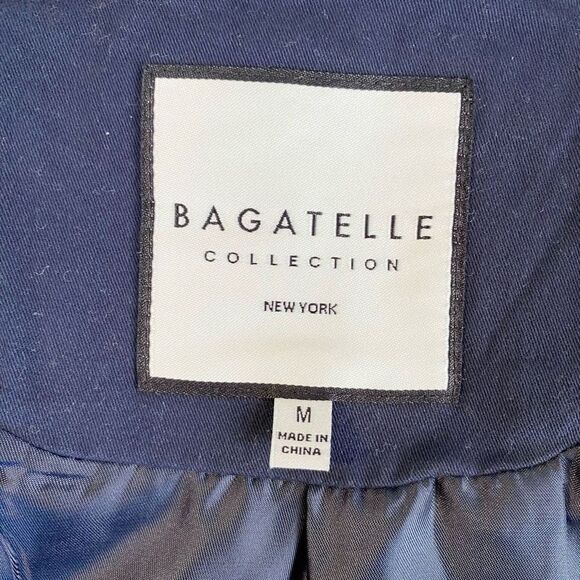 BAGATELLE
COLLECTION
NEW YORK
M
MADE IN
CHINA